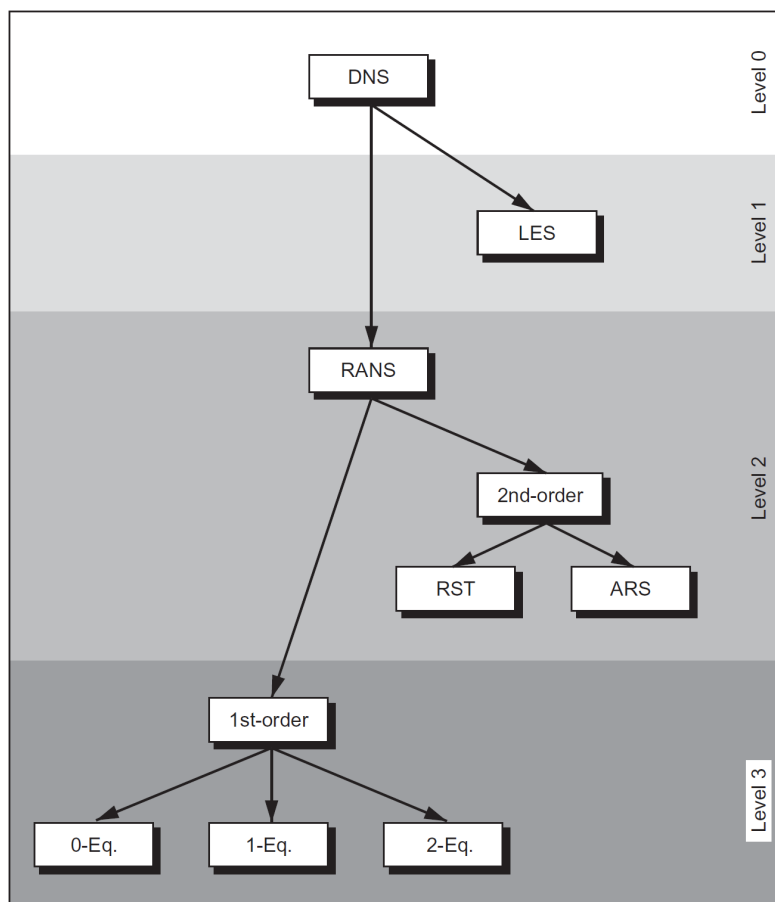 DNS
Level 0
LES
Level 1
RANS
2nd-order
Level 2
RST
ARS
1st-order
Level 3
0-Eq.
1-Eq.
2-Eq.